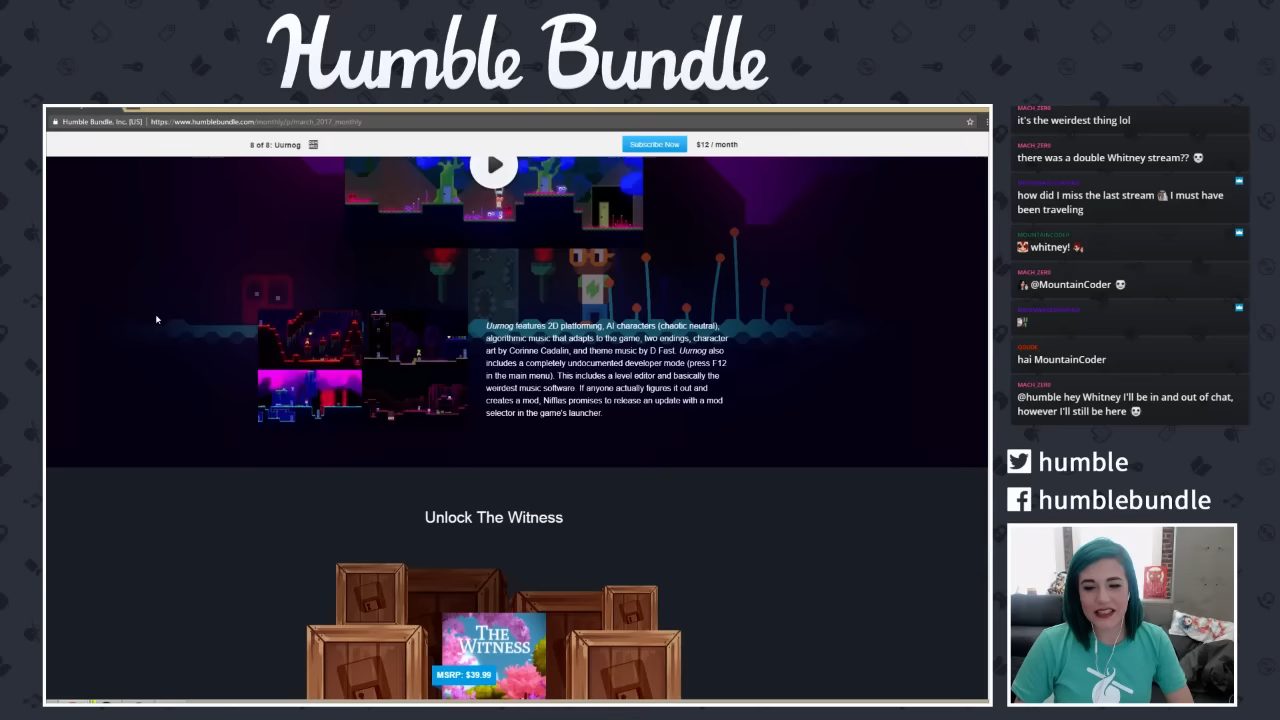 Humble Bundle
Humble Bundle, Inc. [US] https://www.humblebundle.com/monthly/p/march_2017_monthly
8 of 8: Uurnog
Subscribe Now
$12 / month
Uurnog features 2D platforming, AI characters (chaotic neutral),
algorithmic music that adapts to the game, two endings, character
art by Corinne Cadalin, and theme music by D Fast. Uurnog also
includes a completely undocumented developer mode (press F12
in the main menu). This includes a level editor and basically the
weirdest music software. If anyone actually figures it out and
creates a mod, Nifflas promises to release an update with a mod
selector in the game's launcher.
Unlock The Witness
THE
WITNESS
MSRP: $39.99
MACH_ZERO
it's the weirdest thing lol
MACH_ZERO
there was a double Whitney stream??
how did I miss the last stream I must have
been traveling
MOUNTAINCODER
whitney!
MACH_ZERO
@MountainCoder
hai MountainCoder
MACH_ZERO
@humble hey Whitney I'll be in and out of chat,
however I'll still be here
humble
humblebundle